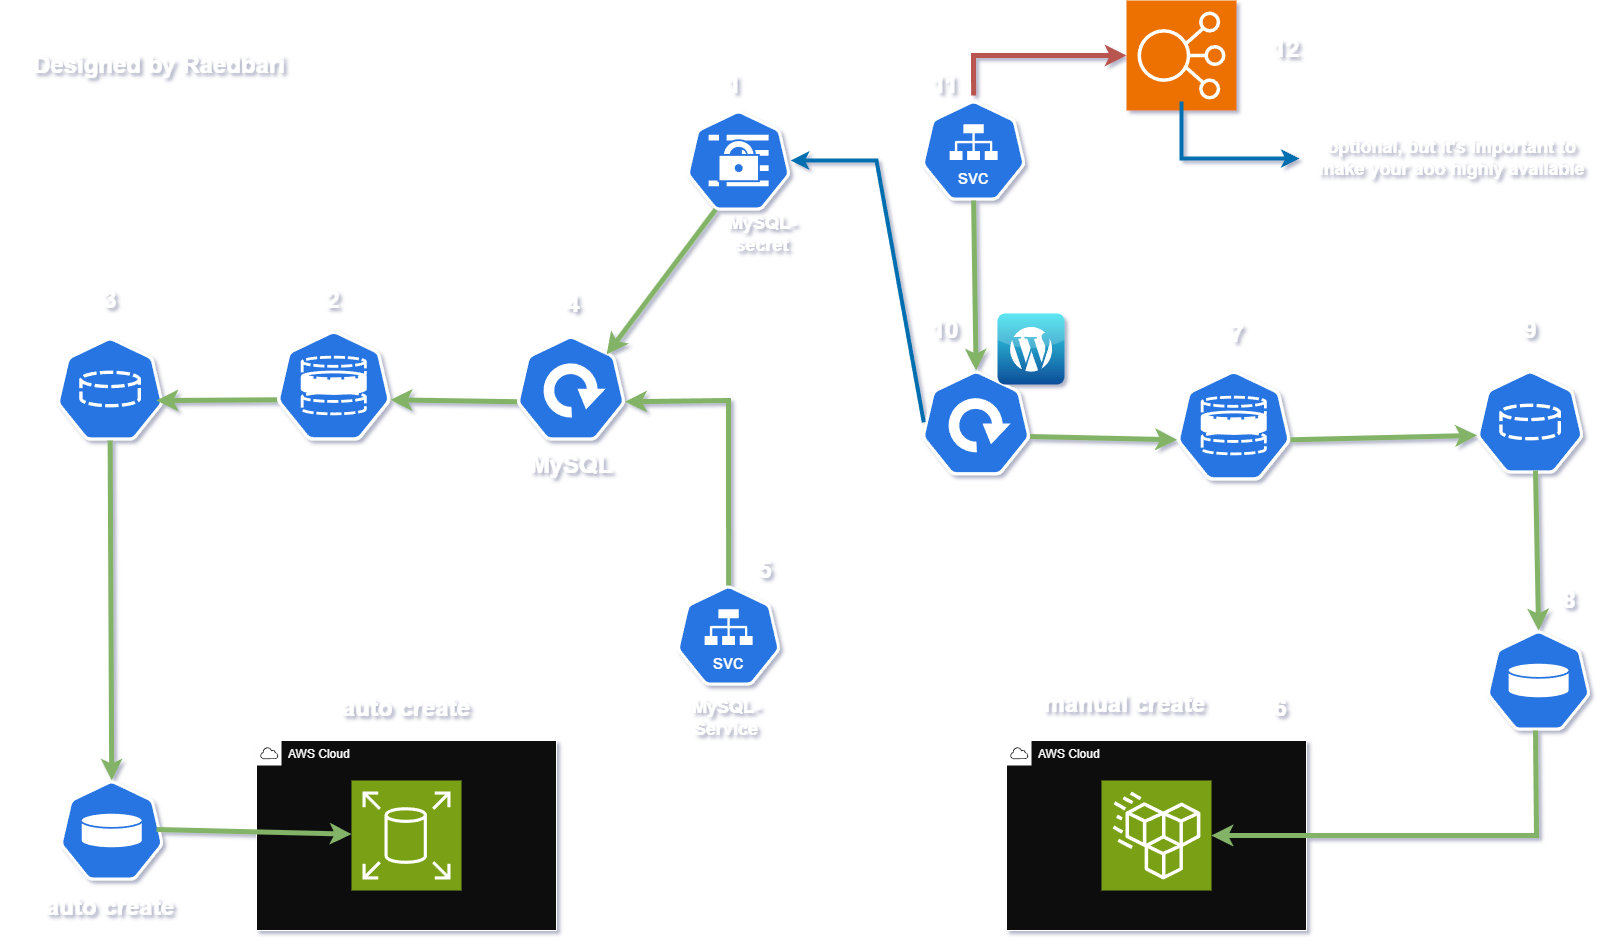 Designed by Raedbari
12
11
1
SVC
optional, but it's important to
make your aoo highly available
MySQL-
secret
3
2
4
10
7
9
MySQL
5
8
SVC
MySQL-
Service
auto create
manual create
6
AWS Cloud
AWS Cloud
auto create